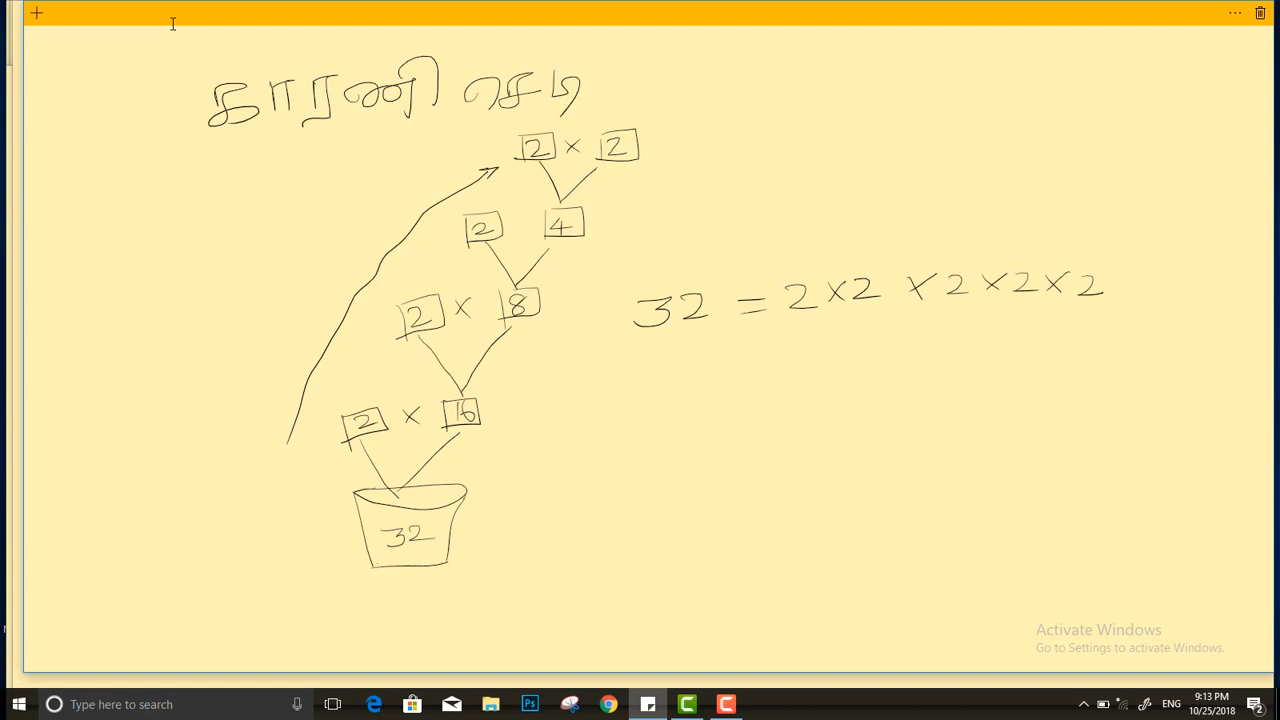 காரணி செடி
2 × 2
2 4
2 × 8
32 = 2 × 2 × 2 × 2 × 2
2 × 16
32
Activate Windows
Go to Settings to activate Windows.
Type here to search
ENG
9:13 PM
10/25/2018